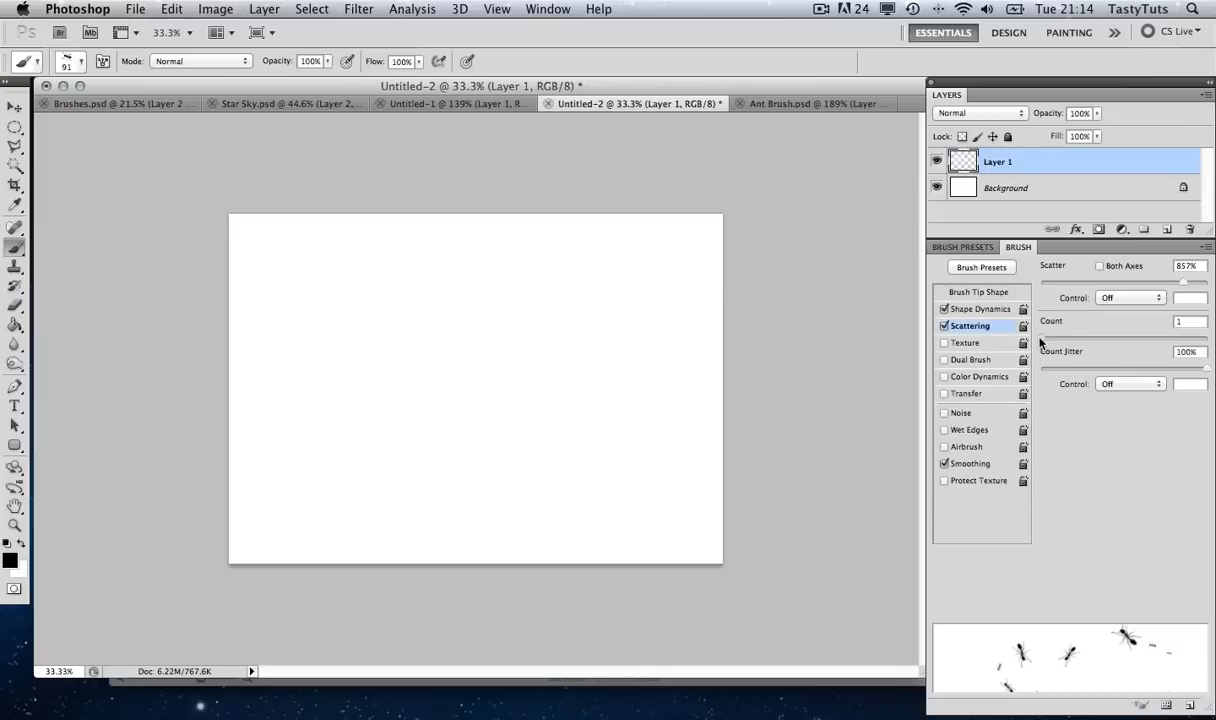 Photoshop File Edit Image Layer Select Filter Analysis 3D View Window Help 24 Tue 21:14 TastyTuts
Ps Br Mb 33.3% ESSENTIALS DESIGN PAINTING >> CS Live
91 Mode: Normal Opacity: 100% Flow: 100%
Untitled-2 @ 33.3% (Layer 1, RGB/8) *
Brushes.psd @ 21.5% (Layer 2 ... Star Sky.psd @ 44.6% (Layer 2,... Untitled-1 @ 139% (Layer 1, R... Untitled-2 @ 33.3% (Layer 1, RGB/8) * Ant Brush.psd @ 189% (Layer ...
LAYERS
Normal Opacity: 100%
Lock: Fill: 100%
Layer 1
Background
fx
BRUSH PRESETS BRUSH
Brush Presets
Brush Tip Shape
Shape Dynamics
Scattering
Texture
Dual Brush
Color Dynamics
Transfer
Noise
Wet Edges
Airbrush
Smoothing
Protect Texture
Scatter Both Axes 857%
Control: Off
Count 1
Count Jitter 100%
Control: Off
T
33.33% Doc: 6.22M/767.6K